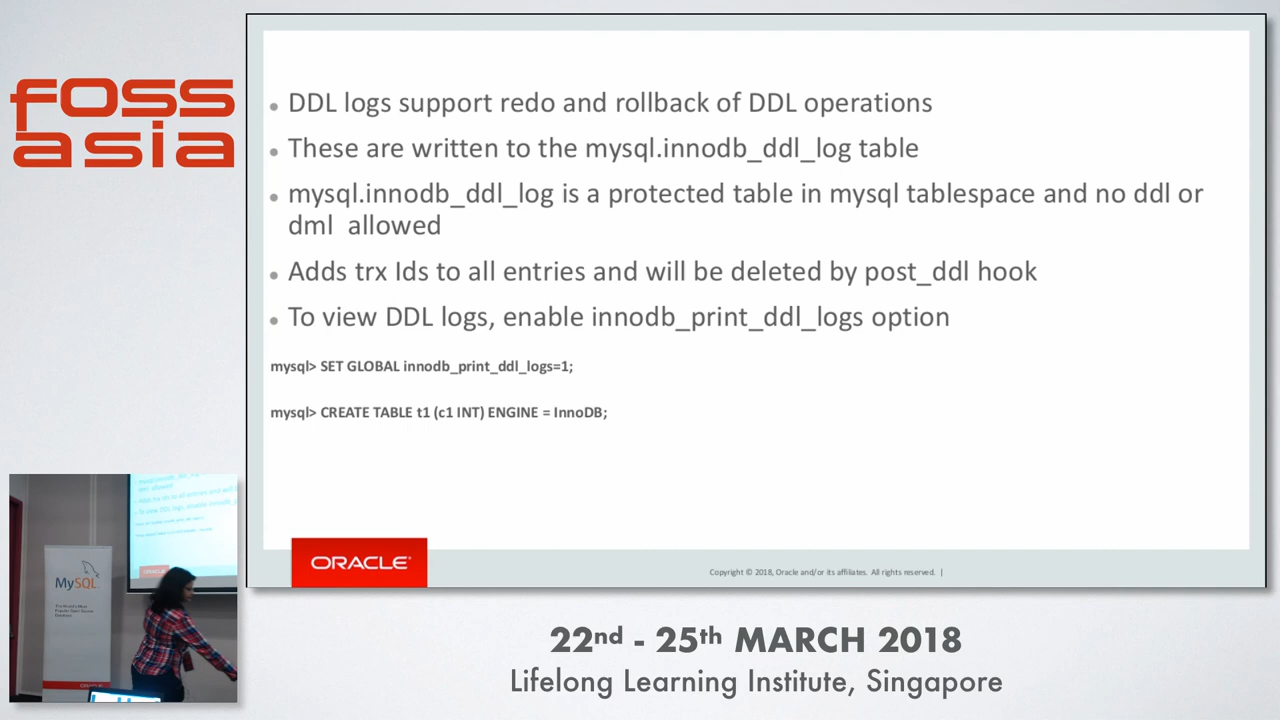 foss
asia
• DDL logs support redo and rollback of DDL operations
• These are written to the mysql.innodb_ddl_log table
• mysql.innodb_ddl_log is a protected table in mysql tablespace and no ddl or
dml allowed
• Adds trx Ids to all entries and will be deleted by post_ddl hook
• To view DDL logs, enable innodb_print_ddl_logs option
mysql> SET GLOBAL innodb_print_ddl_logs=1;
mysql> CREATE TABLE t1 (c1 INT) ENGINE = InnoDB;
ORACLE®
Copyright © 2018, Oracle and/or its affiliates. All rights reserved. |
MySQL
ORACLE
22nd - 25th MARCH 2018
Lifelong Learning Institute, Singapore